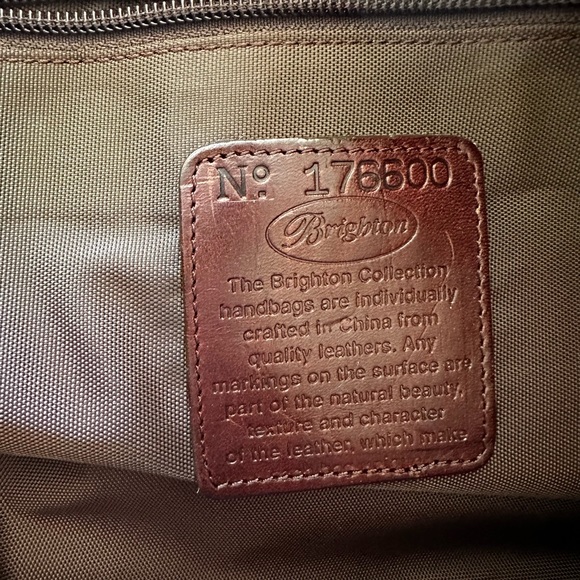 Nº: 176600
Brighton
The Brighton Collection
handbags are individually
crafted in China from
quality leathers. Any
markings on the surface are
part of the natural beauty,
texture and character
of the leather, which make